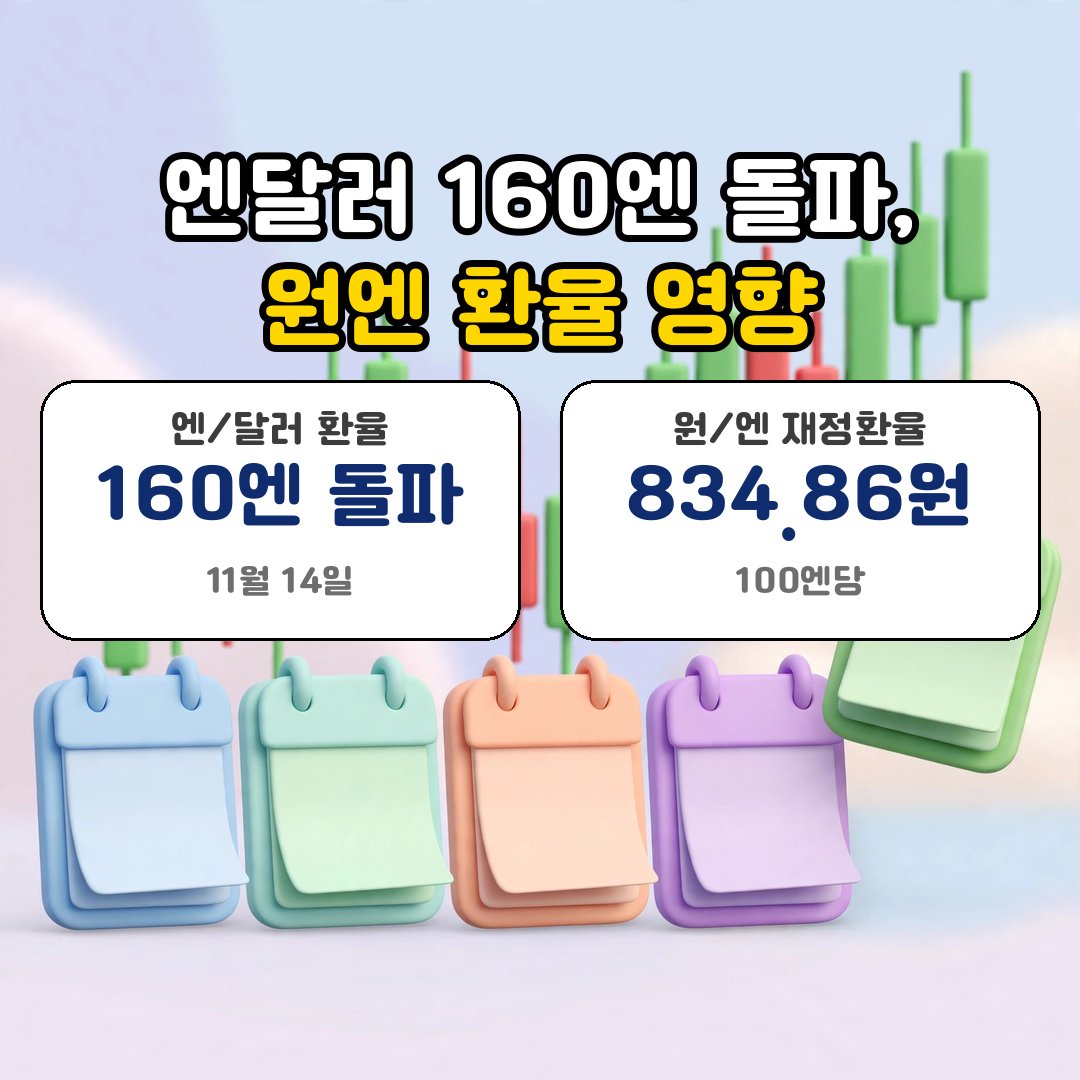 엔달러 160엔 돌파,
원엔 환율 영향
엔/달러 환율
160엔 돌파
11월 14일
원/엔 재정환율
834.86원
100엔당